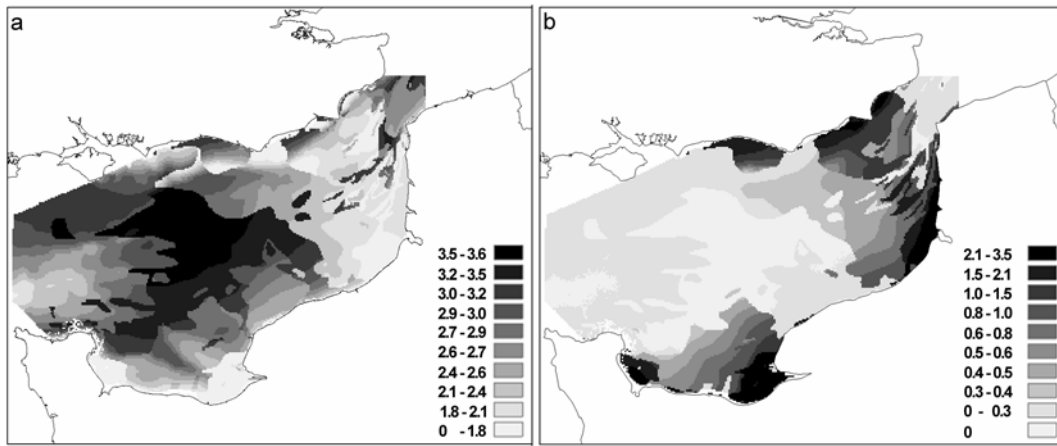 a
3.5 - 3.6
3.2 - 3.5
3.0 - 3.2
2.9 - 3.0
2.7 - 2.9
2.6 - 2.7
2.4 - 2.6
2.1 - 2.4
1.8 - 2.1
0 - 1.8
b
2.1 - 3.5
1.5 - 2.1
1.0 - 1.5
0.8 - 1.0
0.6 - 0.8
0.5 - 0.6
0.4 - 0.5
0.3 - 0.4
0 - 0.3
0